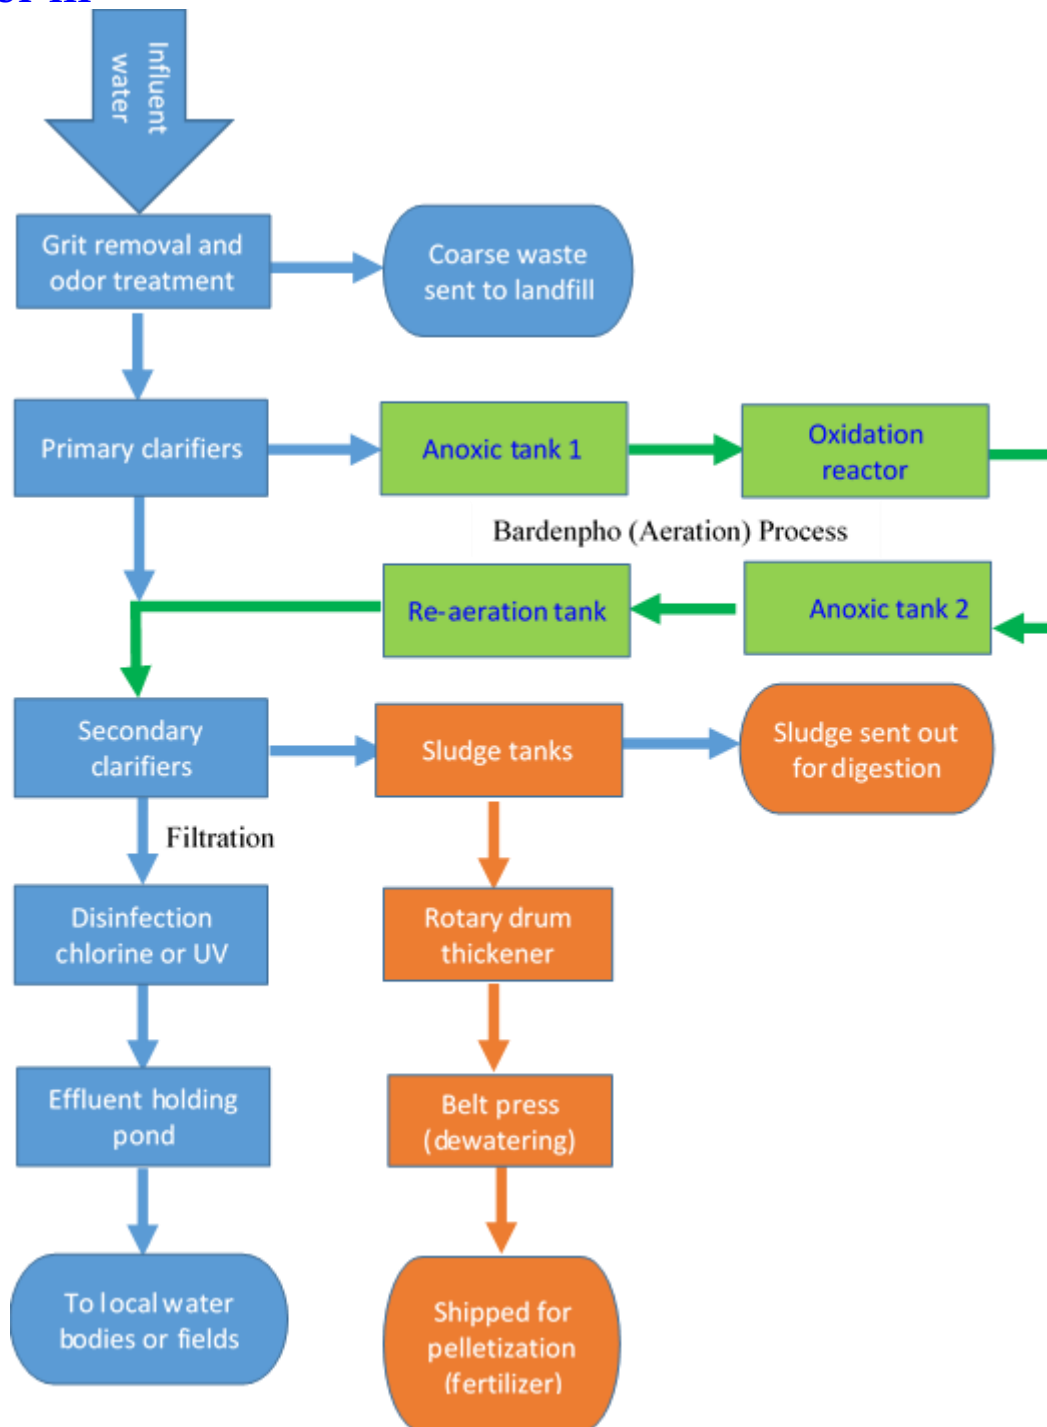 Influent
water
Grit removal and
odor treatment
Coarse waste
sent to landfill
Primary clarifiers
Anoxic tank 1
Oxidation
reactor
Bardenpho (Aeration) Process
Re-aeration tank
Anoxic tank 2
Secondary
clarifiers
Sludge tanks
Sludge sent out
for digestion
Filtration
Disinfection
chlorine or UV
Rotary drum
thickener
Effluent holding
pond
Belt press
(dewatering)
To local water
bodies or fields
Shipped for
pelletization
(fertilizer)